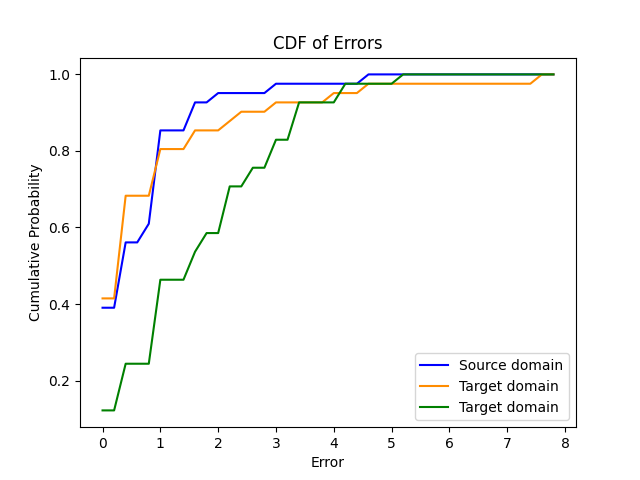 CDF of Errors
Cumulative Probability
1.0
0.8
0.6
0.4
0.2
0 1 2 3 4 5 6 7 8
Error
Source domain
Target domain
Target domain